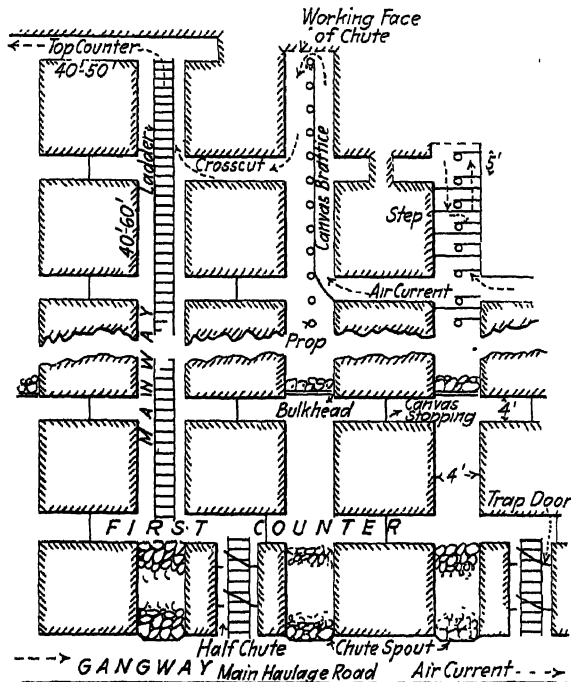 Working Face
of Chute
Top Counter
40'-50'
Ladder
Crosscut
Canvas Brattice
5'
Step
40'-60'
Air Current
Prop
MAINWAY
Bulkhead
Canvas
Stopping
4'
4'
Trap Door
FIRST COUNTER
Half Chute
Chute Spout
GANGWAY Main Haulage Road Air Current